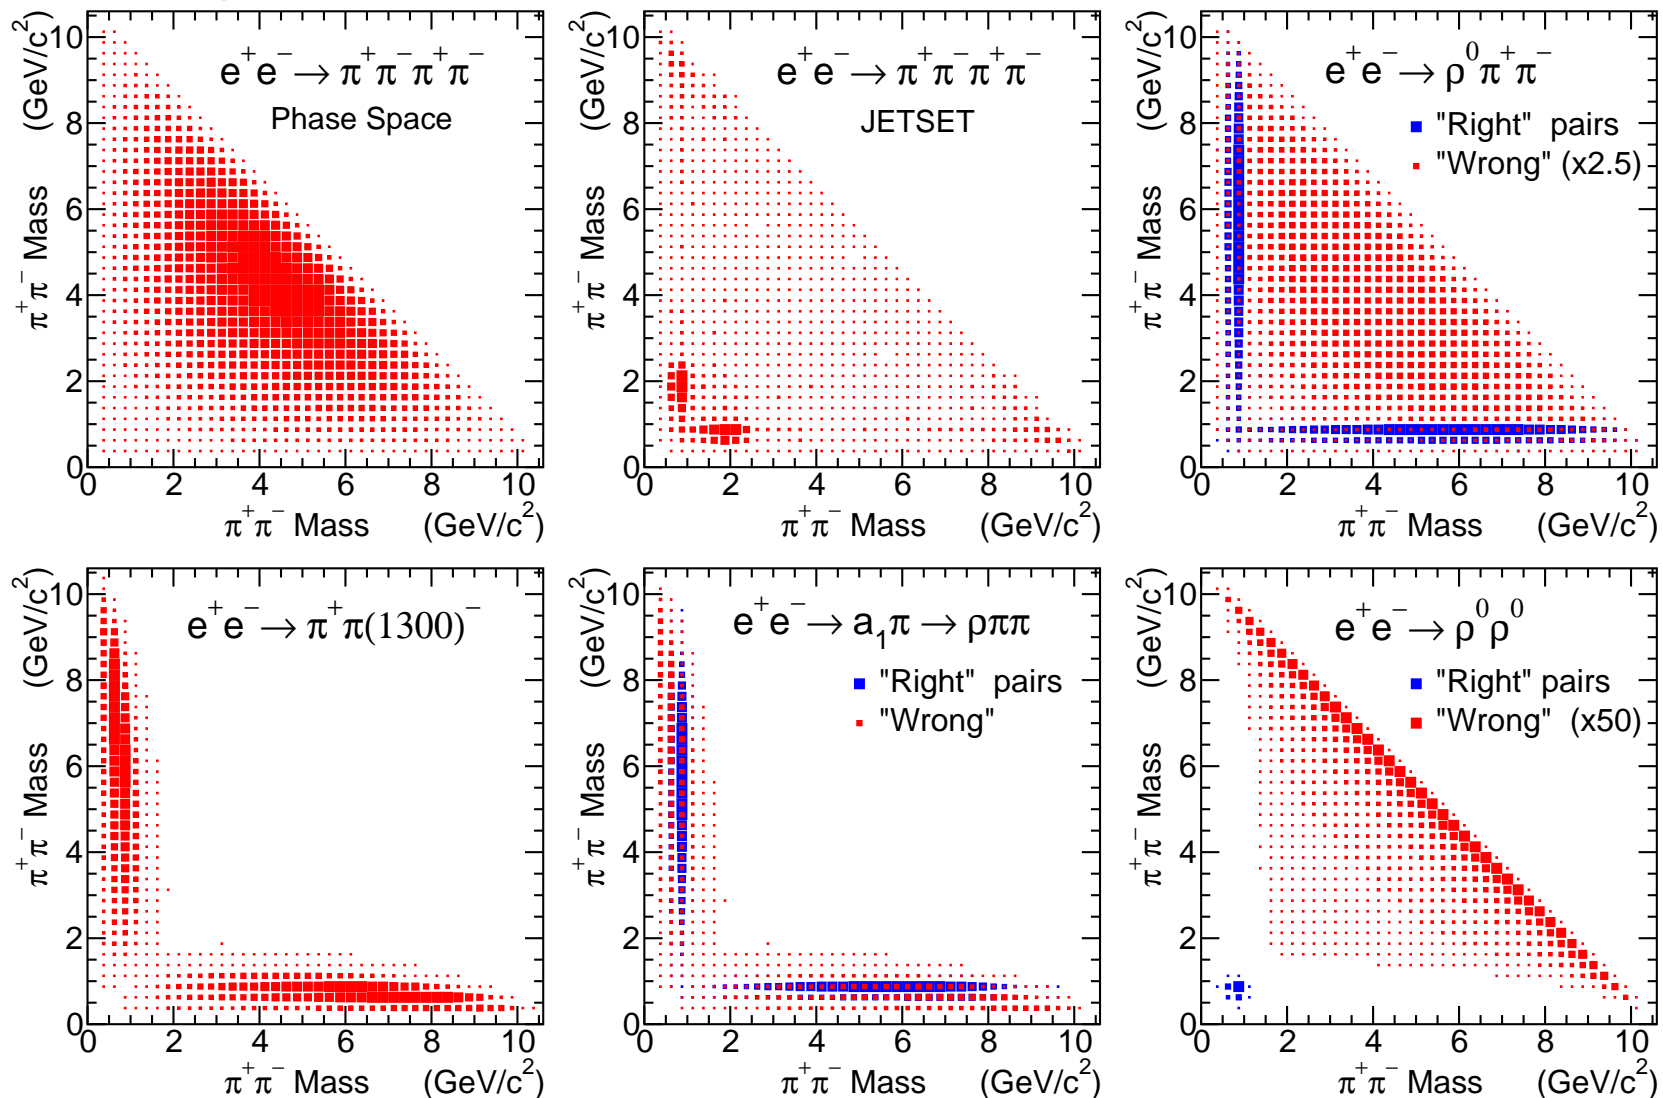 e⁺e⁻ → π⁺π⁻π⁺π⁻
Phase Space
π⁺π⁻ Mass (GeV/c²)
10
8
6
4
2
0
0 2 4 6 8 10
π⁺π⁻ Mass (GeV/c²)
e⁺e⁻ → π⁺π⁻π⁺π⁻
JETSET
π⁺π⁻ Mass (GeV/c²)
10
8
6
4
2
0
0 2 4 6 8 10
π⁺π⁻ Mass (GeV/c²)
e⁺e⁻ → ρ⁰π⁺π⁻
"Right" pairs
"Wrong" (x2.5)
π⁺π⁻ Mass (GeV/c²)
10
8
6
4
2
0
0 2 4 6 8 10
π⁺π⁻ Mass (GeV/c²)
e⁺e⁻ → π⁺π(1300)⁻
π⁺π⁻ Mass (GeV/c²)
10
8
6
4
2
0
0 2 4 6 8 10
π⁺π⁻ Mass (GeV/c²)
e⁺e⁻ → a₁π → ρππ
"Right" pairs
"Wrong"
π⁺π⁻ Mass (GeV/c²)
10
8
6
4
2
0
0 2 4 6 8 10
π⁺π⁻ Mass (GeV/c²)
e⁺e⁻ → ρ⁰ρ⁰
"Right" pairs
"Wrong" (x50)
π⁺π⁻ Mass (GeV/c²)
10
8
6
4
2
0
0 2 4 6 8 10
π⁺π⁻ Mass (GeV/c²)